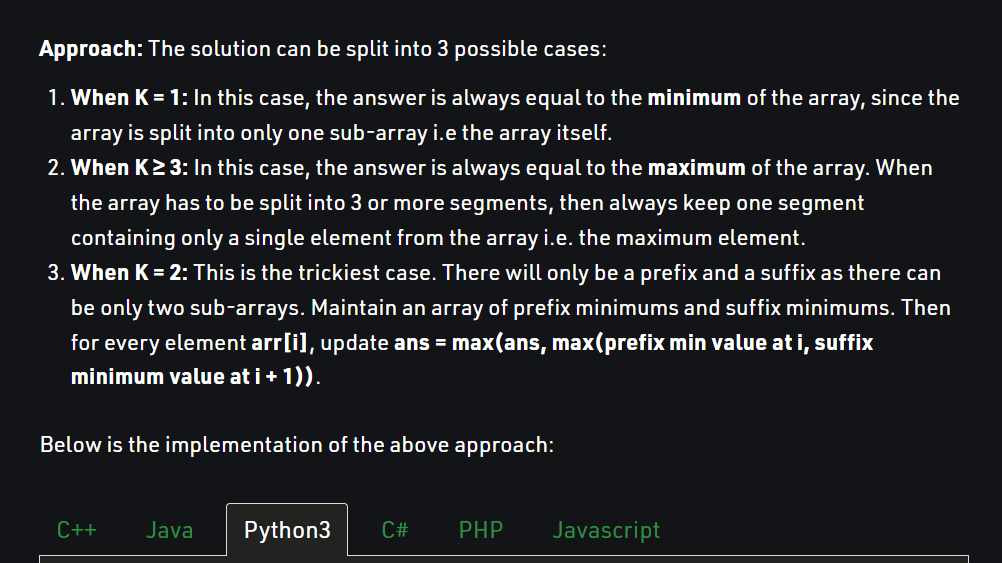 Approach: The solution can be split into 3 possible cases:
1. When K = 1: In this case, the answer is always equal to the minimum of the array, since the
array is split into only one sub-array i.e the array itself.
2. When K ≥ 3: In this case, the answer is always equal to the maximum of the array. When
the array has to be split into 3 or more segments, then always keep one segment
containing only a single element from the array i.e. the maximum element.
3. When K = 2: This is the trickiest case. There will only be a prefix and a suffix as there can
be only two sub-arrays. Maintain an array of prefix minimums and suffix minimums. Then
for every element arr[i], update ans = max(ans, max(prefix min value at i, suffix
minimum value at i + 1)).
Below is the implementation of the above approach:
C++ Java Python3 C# PHP Javascript